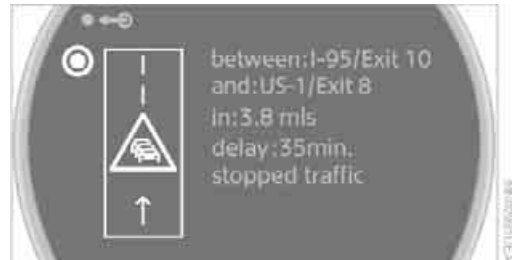 between:I-95/Exit 10
and:US-1/Exit 8
in:3.8 mls
delay:35min.
stopped traffic